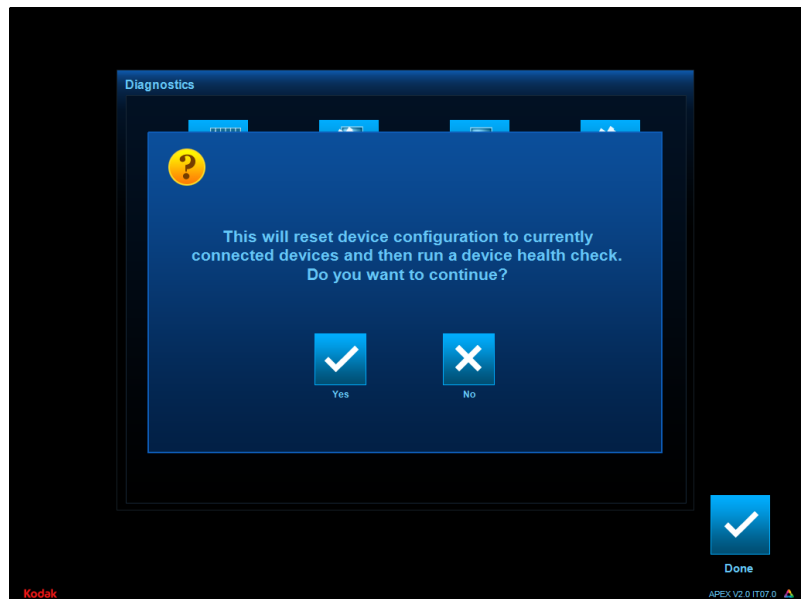 Diagnostics
?
This will reset device configuration to currently
connected devices and then run a device health check.
Do you want to continue?
Yes
No
Done
Kodak
APEX V2.0 IT07.0